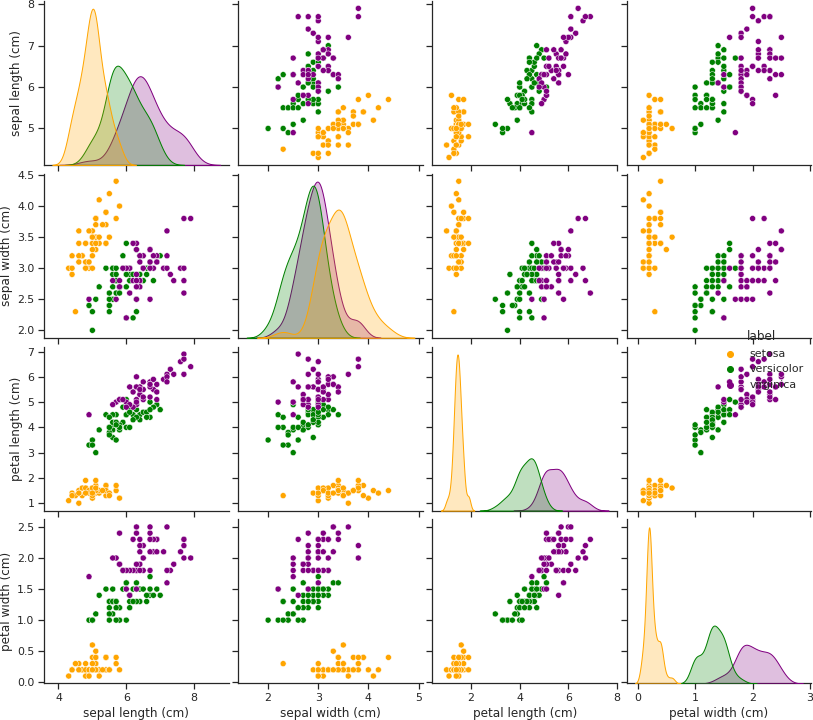 8
7
6
5
sepal length (cm)
4.5
4.0
3.5
3.0
2.5
2.0
sepal width (cm)
label
setosa
versicolor
virginica
7
6
5
4
3
2
1
petal length (cm)
2.5
2.0
1.5
1.0
0.5
0.0
petal width (cm)
4 6 8
2 3 4 5
2 4 6 8
0 1 2 3
sepal length (cm) sepal width (cm) petal length (cm) petal width (cm)